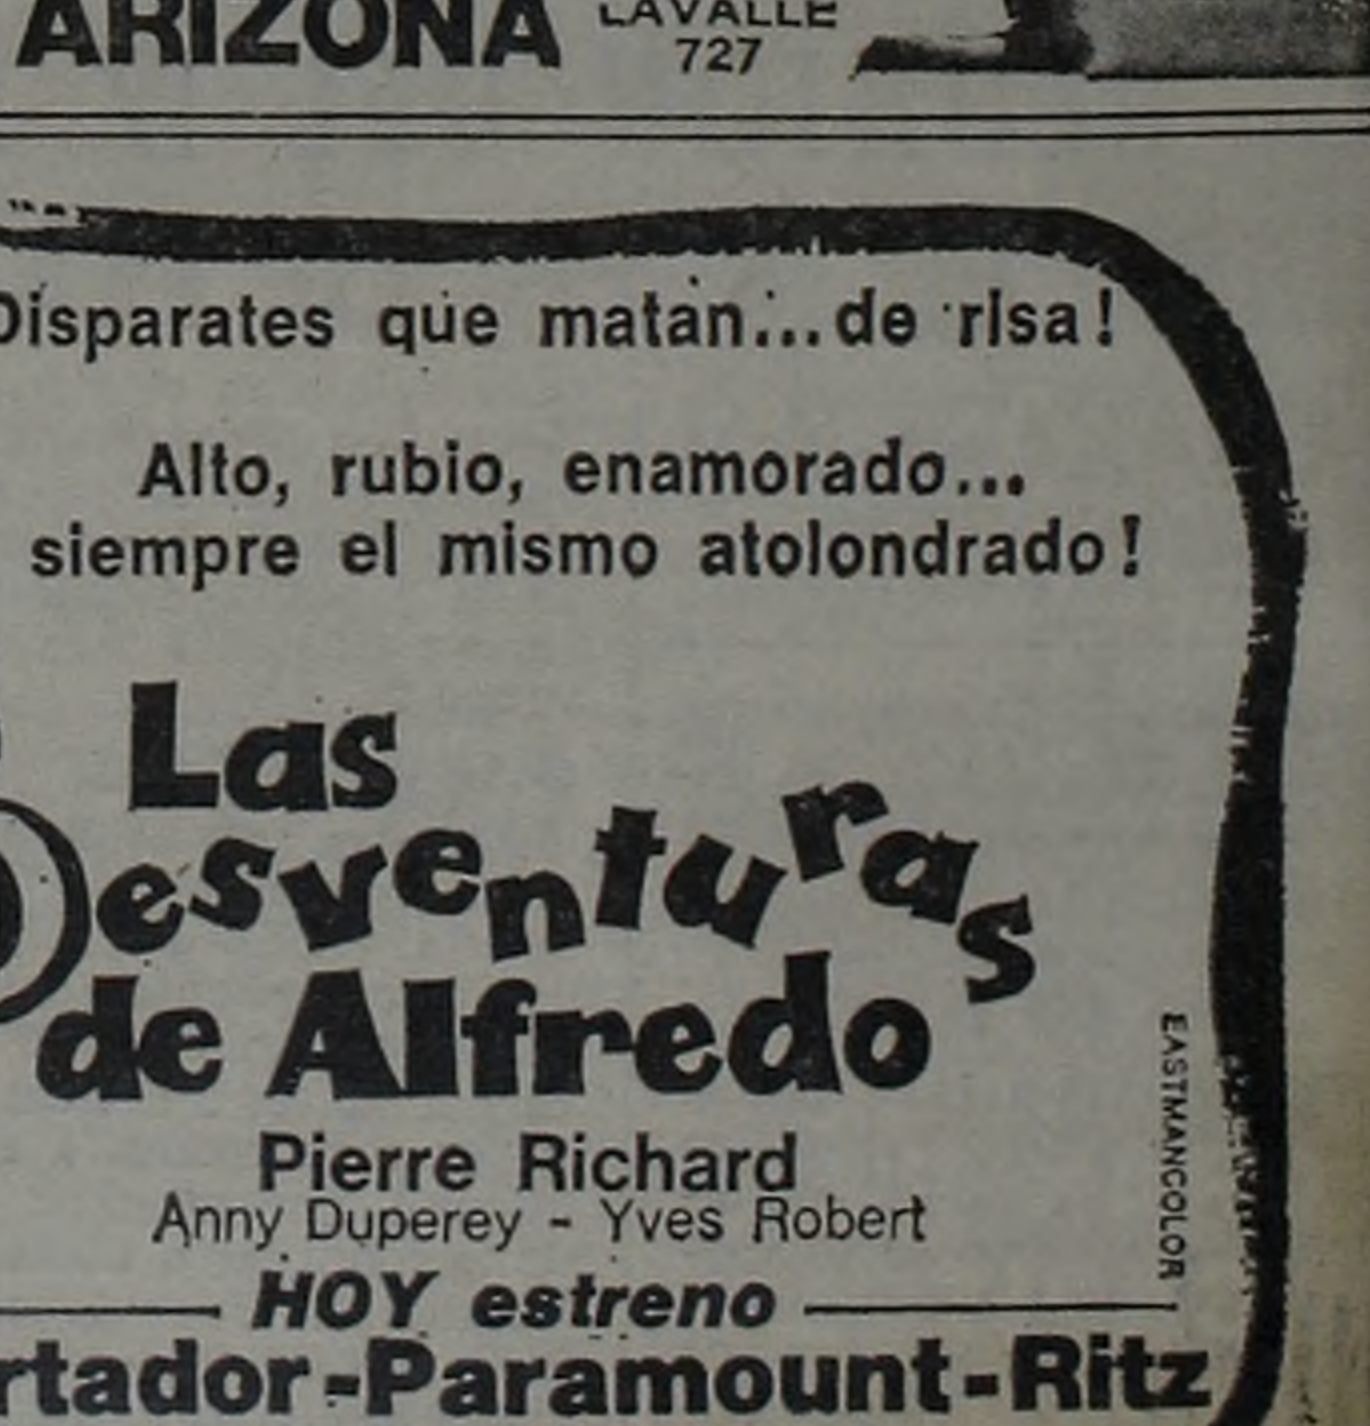 ARIZONA
LAVALLE
727
Disparates que matan...de risa!
Alto, rubio, enamorado...
siempre el mismo atolondrado!
Las
Desventuras
de Alfredo
Pierre Richard
Anny Duperey - Yves Robert
EASTMANCOLOR
HOY estreno
rtador-Paramount-Ritz